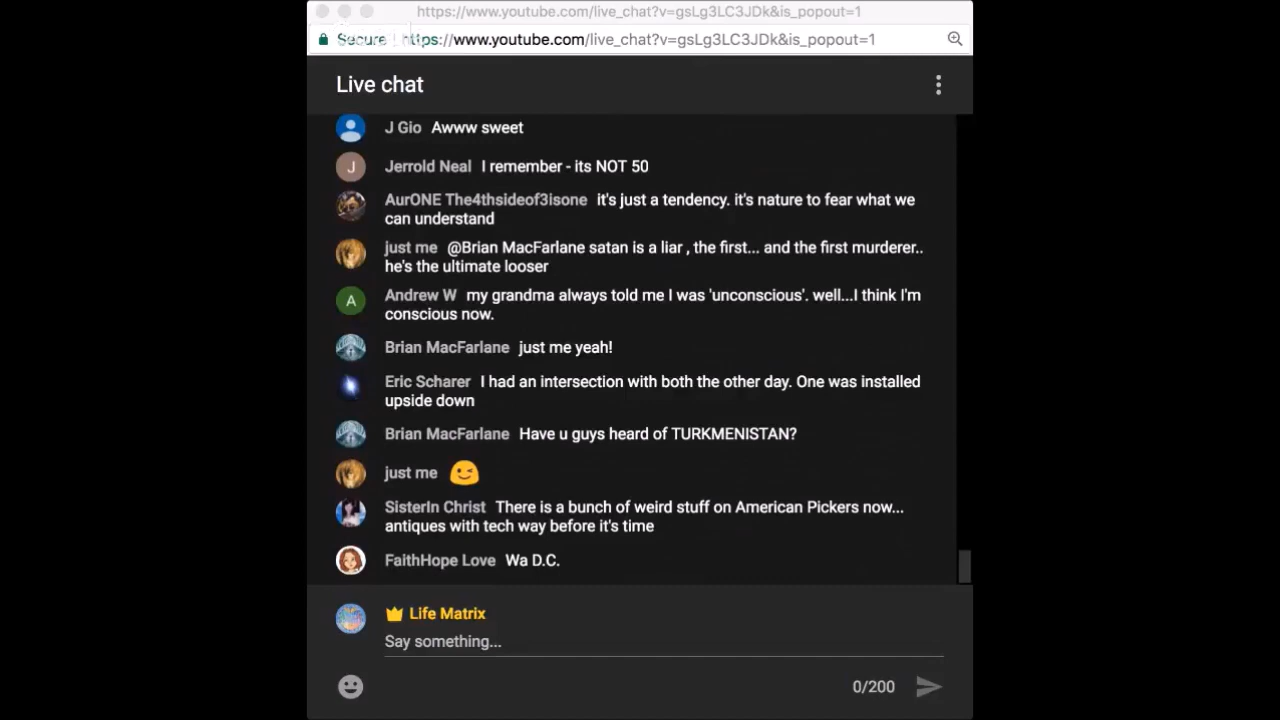 https://www.youtube.com/live_chat?v=gsLg3LC3JDk&is_popout=1
Secure https://www.youtube.com/live_chat?v=gsLg3LC3JDk&is_popout=1
Live chat
J Gio Awww sweet
J Jerrold Neal I remember - its NOT 50
AurONE The4thsideof3isone it's just a tendency. it's nature to fear what we
can understand
just me @Brian MacFarlane satan is a liar , the first... and the first murderer..
he's the ultimate looser
A Andrew W my grandma always told me I was 'unconscious'. well...I think I'm
conscious now.
Brian MacFarlane just me yeah!
Eric Scharer I had an intersection with both the other day. One was installed
upside down
Brian MacFarlane Have u guys heard of TURKMENISTAN?
just me 😉
SisterIn Christ There is a bunch of weird stuff on American Pickers now...
antiques with tech way before it's time
FaithHope Love Wa D.C.
Life Matrix
Say something...
0/200